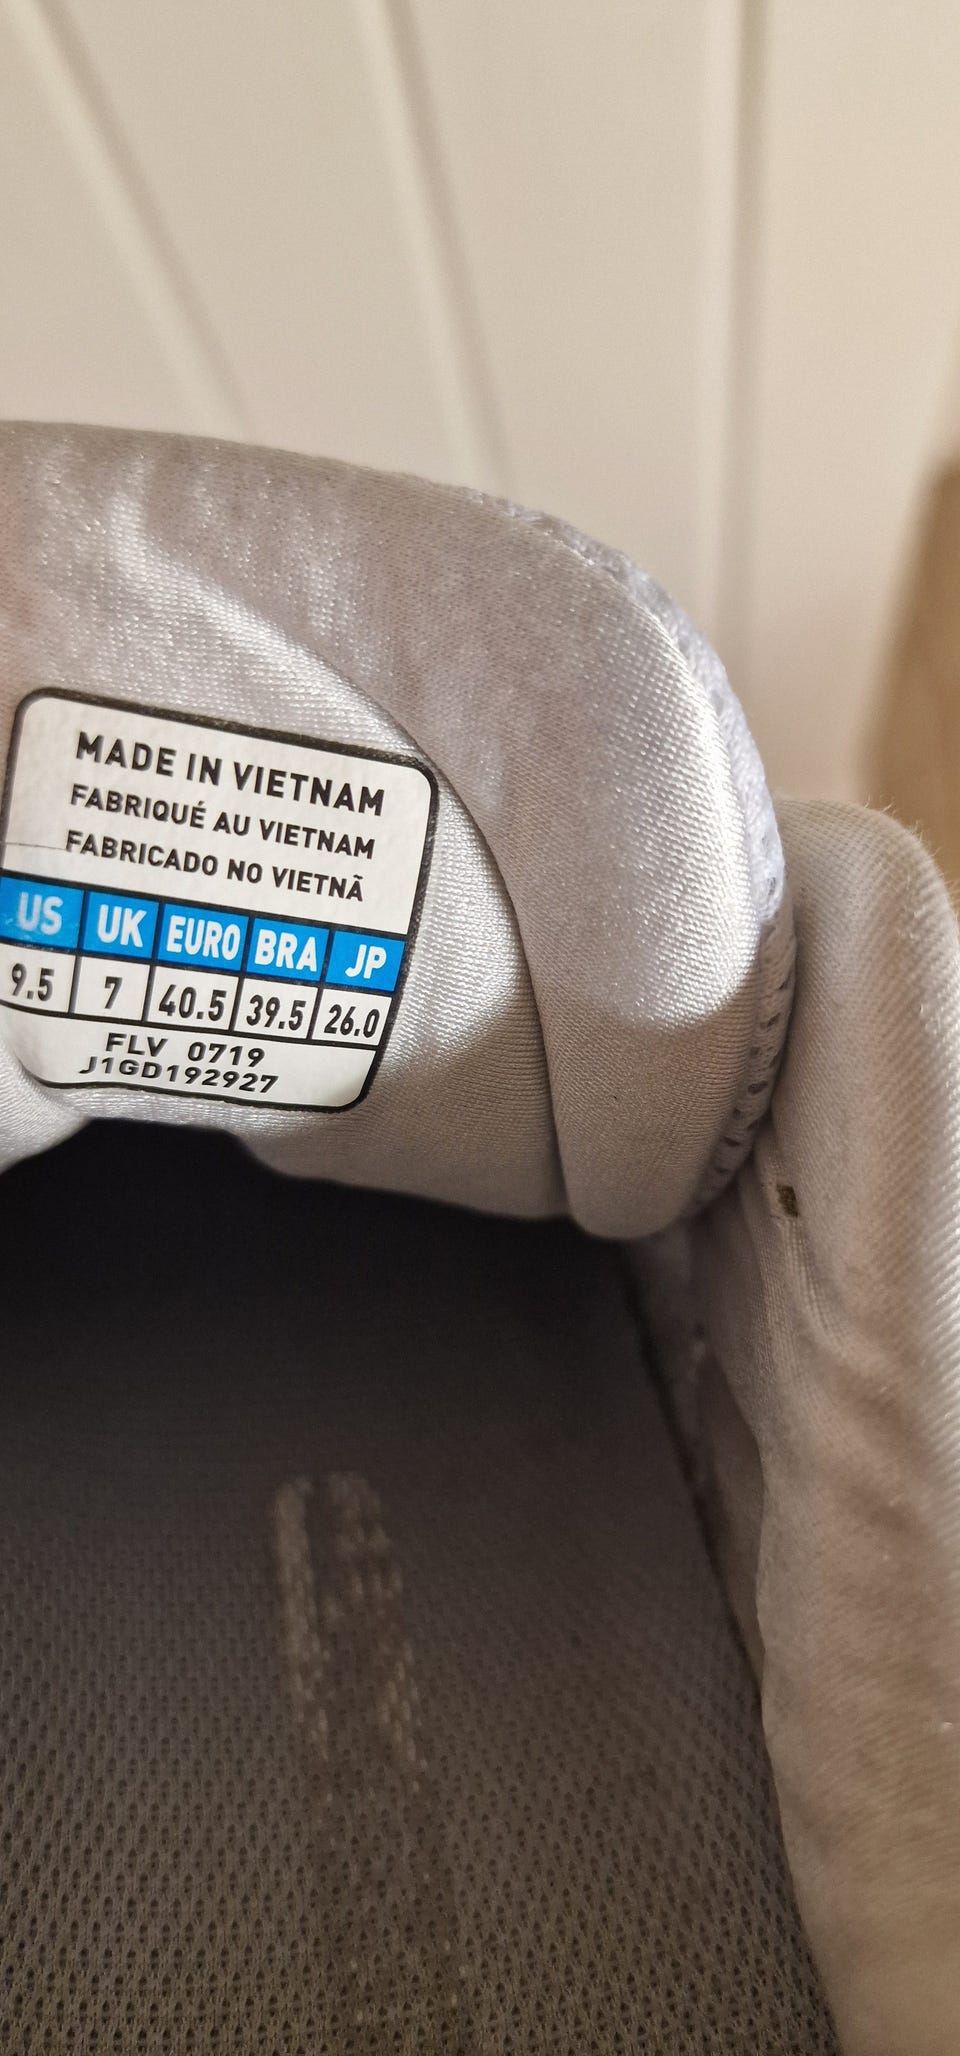 MADE IN VIETNAM
FABRIQUÉ AU VIETNAM
FABRICADO NO VIETNÃ
US UK EURO BRA JP
9.5 7 40.5 39.5 26.0
FLV 0719
J1GD192927